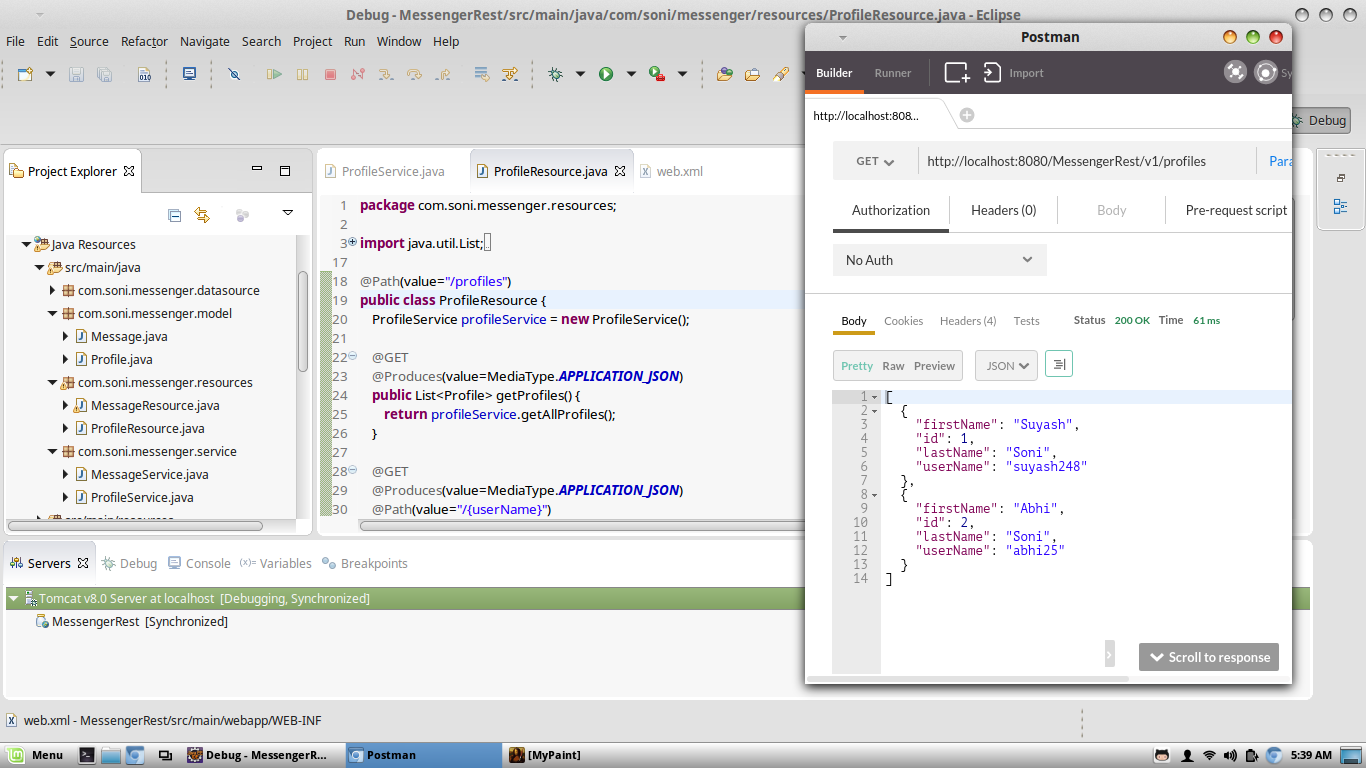 Debug - MessengerRest/src/main/java/com/soni/messenger/resources/ProfileResource.java - Eclipse
File Edit Source Refactor Navigate Search Project Run Window Help
Debug
Project Explorer
Java Resources
src/main/java
com.soni.messenger.datasource
com.soni.messenger.model
Message.java
Profile.java
com.soni.messenger.resources
MessageResource.java
ProfileResource.java
com.soni.messenger.service
MessageService.java
ProfileService.java
ProfileService.java ProfileResource.java web.xml
1 package com.soni.messenger.resources;
2
3 import java.util.List;
17
18 @Path(value="/profiles")
19 public class ProfileResource {
20 ProfileService profileService = new ProfileService();
21
22 @GET
23 @Produces(value=MediaType.APPLICATION_JSON)
24 public List<Profile> getProfiles() {
25 return profileService.getAllProfiles();
26 }
27
28 @GET
29 @Produces(value=MediaType.APPLICATION_JSON)
30 @Path(value="/{userName}")
Servers Debug Console (x)= Variables Breakpoints
Tomcat v8.0 Server at localhost [Debugging, Synchronized]
MessengerRest [Synchronized]
web.xml - MessengerRest/src/main/webapp/WEB-INF
Postman
Builder Runner Import Sy
http://localhost:808...
GET http://localhost:8080/MessengerRest/v1/profiles Para
Authorization Headers (0) Body Pre-request script
No Auth
Body Cookies Headers (4) Tests Status 200 OK Time 61 ms
Pretty Raw Preview JSON
1 [
2 {
3 "firstName": "Suyash",
4 "id": 1,
5 "lastName": "Soni",
6 "userName": "suyash248"
7 },
8 {
9 "firstName": "Abhi",
10 "id": 2,
11 "lastName": "Soni",
12 "userName": "abhi25"
13 }
14 ]
Scroll to response
Menu Debug - MessengerR... Postman [MyPaint] 5:39 AM